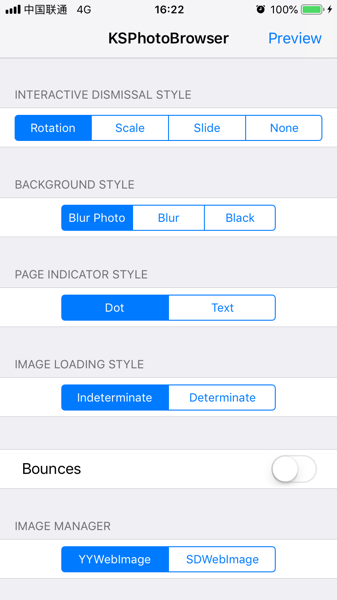 中国联通 4G 16:22 100%
KSPhotoBrowser Preview
INTERACTIVE DISMISSAL STYLE
Rotation Scale Slide None
BACKGROUND STYLE
Blur Photo Blur Black
PAGE INDICATOR STYLE
Dot Text
IMAGE LOADING STYLE
Indeterminate Determinate
Bounces
IMAGE MANAGER
YYWebImage SDWebImage